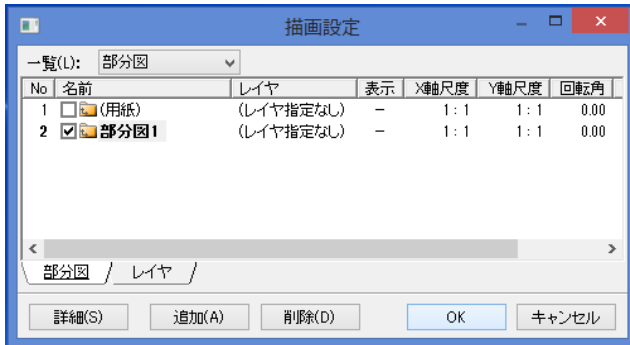 描画設定
一覧(L): 部分図
No 名前 レイヤ 表示 X軸尺度 Y軸尺度 回転角
1 (用紙) (レイヤ指定なし) － 1 : 1 1 : 1 0.00
2 部分図1 (レイヤ指定なし) － 1 : 1 1 : 1 0.00
部分図 レイヤ
詳細(S) 追加(A) 削除(D) OK キャンセル